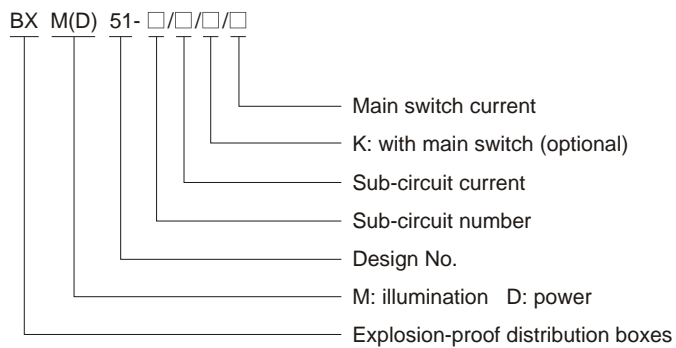 BX M(D) 51- □/□/□/□
Main switch current
K: with main switch (optional)
Sub-circuit current
Sub-circuit number
Design No.
M: illumination D: power
Explosion-proof distribution boxes